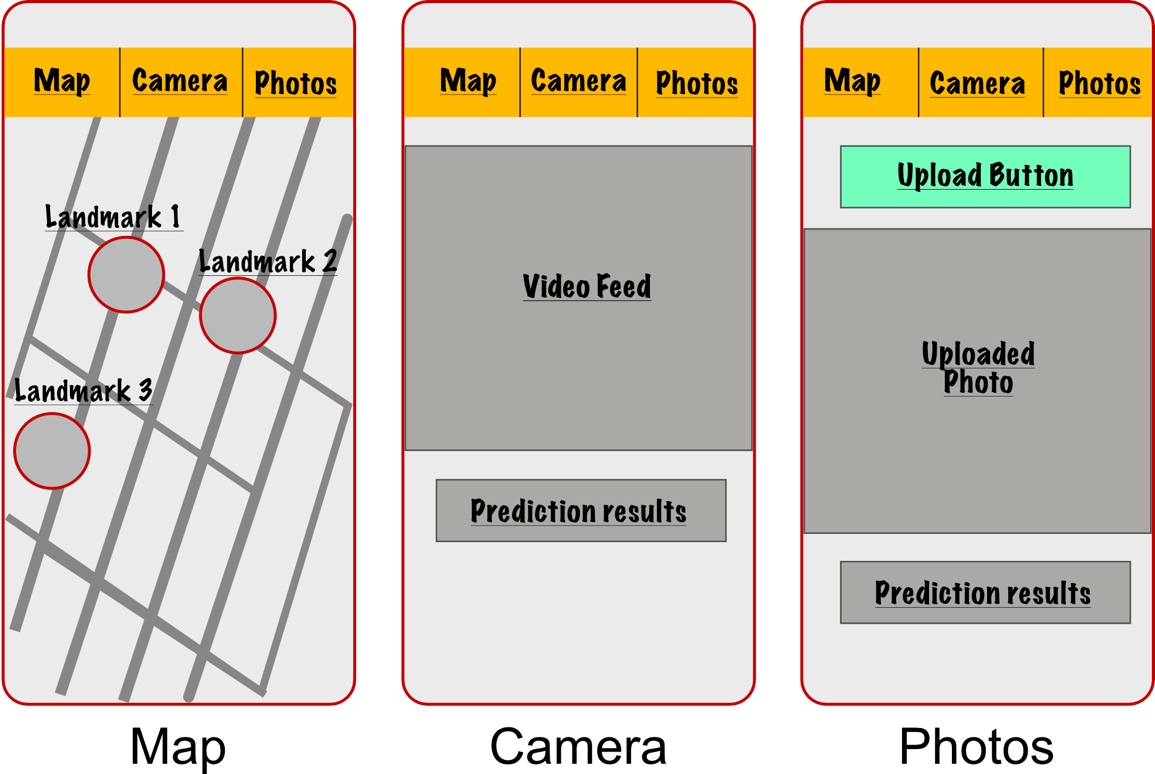 Map Camera Photos
Landmark 1
Landmark 2
Landmark 3
Map
Map Camera Photos
Video Feed
Prediction results
Camera
Map Camera Photos
Upload Button
Uploaded
Photo
Prediction results
Photos